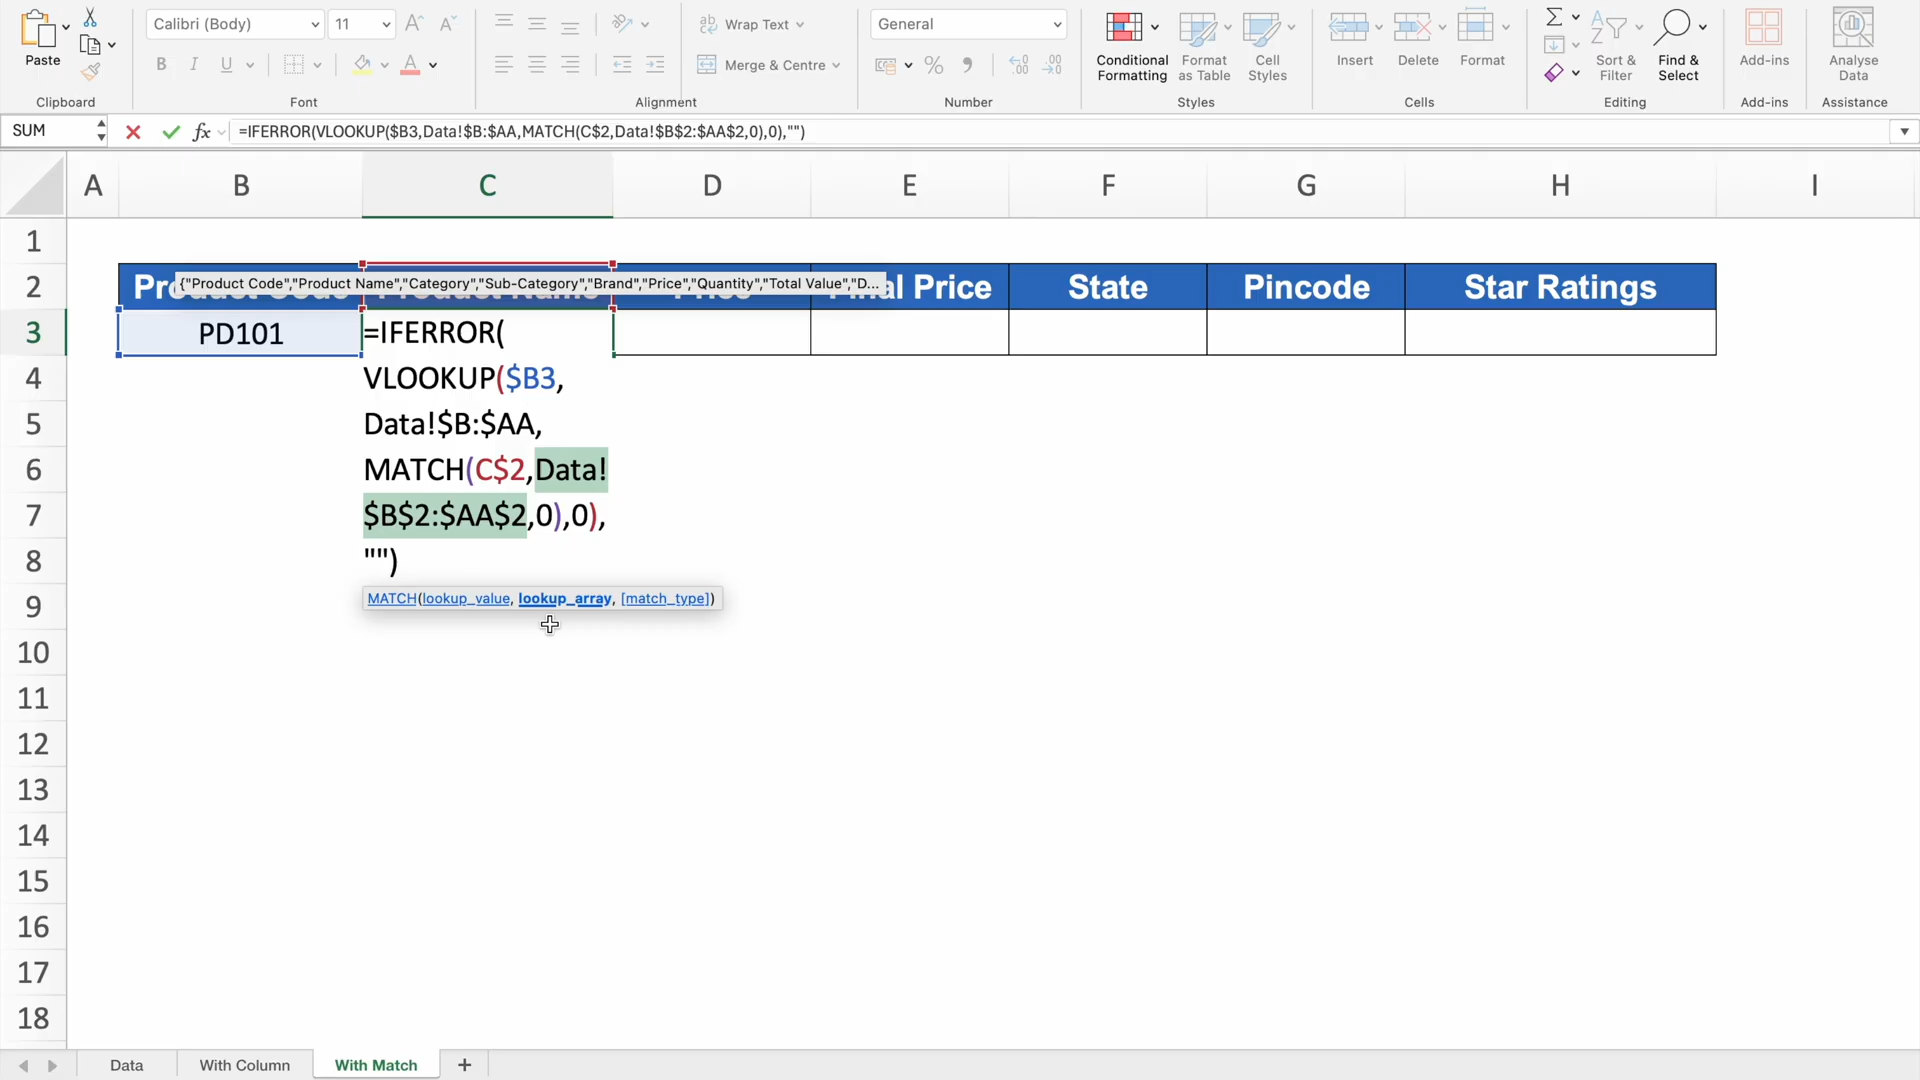 Calibri (Body) 11 A A
Wrap Text
General
Paste
B I U A
Merge & Centre
Conditional Formatting
Format as Table
Cell Styles
Insert
Delete
Format
Sort & Filter
Find & Select
Add-ins
Analyse Data
Clipboard
Font
Alignment
Number
Styles
Cells
Editing
Add-ins
Assistance
SUM fx =IFERROR(VLOOKUP($B3,Data!$B:$AA,MATCH(C$2,Data!$B$2:$AA$2,0),0),"")
A B C D E F G H I
1
2 {"Product Code","Product Name","Category","Sub-Category","Brand","Price","Quantity","Total Value","D... Price State Pincode Star Ratings
3 PD101 =IFERROR(
4 VLOOKUP($B3,
5 Data!$B:$AA,
6 MATCH(C$2,Data!
7 $B$2:$AA$2,0),0),
8 "")
9 MATCH(lookup_value, lookup_array, [match_type])
10
11
12
13
14
15
16
17
18
Data With Column With Match +